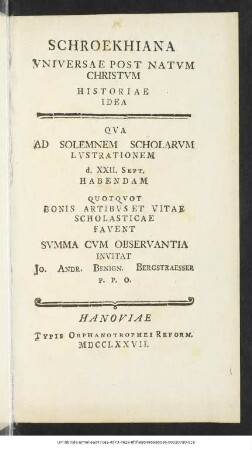 SCHROEKHIANA
VNIVERSAE POST NATVM
CHRISTVM
HISTORIAE
IDEA
QVA
AD SOLEMNEM SCHOLARVM
LVSTRATIONEM
d. XXII. SEPT.
HABENDAM
QUOTQVOT
BONIS ARTIBVS ET VITAE
SCHOLASTICAE
FAVENT
SVMMA CVM OBSERVANTIA
INVITAT
JO. ANDR. BENIGN. BERGSTRAESSER
P. P. O.
HANOVIAE
TYPIS ORPHANOTROPHEI REFORM.
MDCCLXXVII.